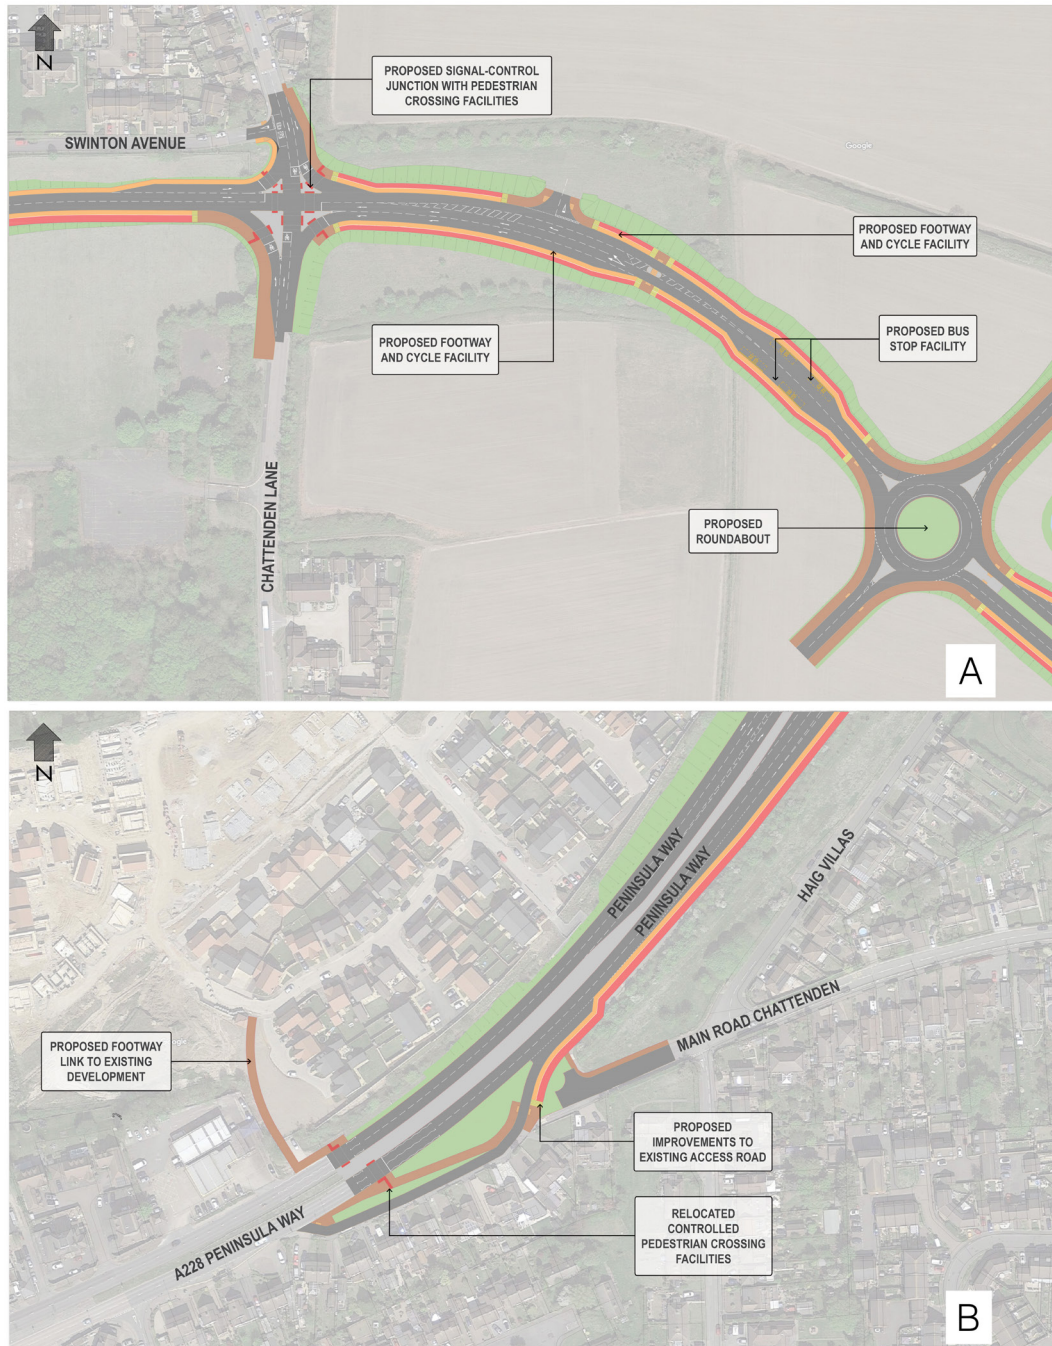 N
PROPOSED SIGNAL-CONTROL
JUNCTION WITH PEDESTRIAN
CROSSING FACILITIES
SWINTON AVENUE
Google
PROPOSED FOOTWAY
AND CYCLE FACILITY
PROPOSED FOOTWAY
AND CYCLE FACILITY
PROPOSED BUS
STOP FACILITY
CHATTENDEN LANE
PROPOSED
ROUNDABOUT
A
N
PENINSULA WAY
PENINSULA WAY
HAIG VILLAS
MAIN ROAD CHATTENDEN
PROPOSED FOOTWAY
LINK TO EXISTING
DEVELOPMENT
PROPOSED
IMPROVEMENTS TO
EXISTING ACCESS ROAD
RELOCATED
CONTROLLED
PEDESTRIAN CROSSING
FACILITIES
A228 PENINSULA WAY
B